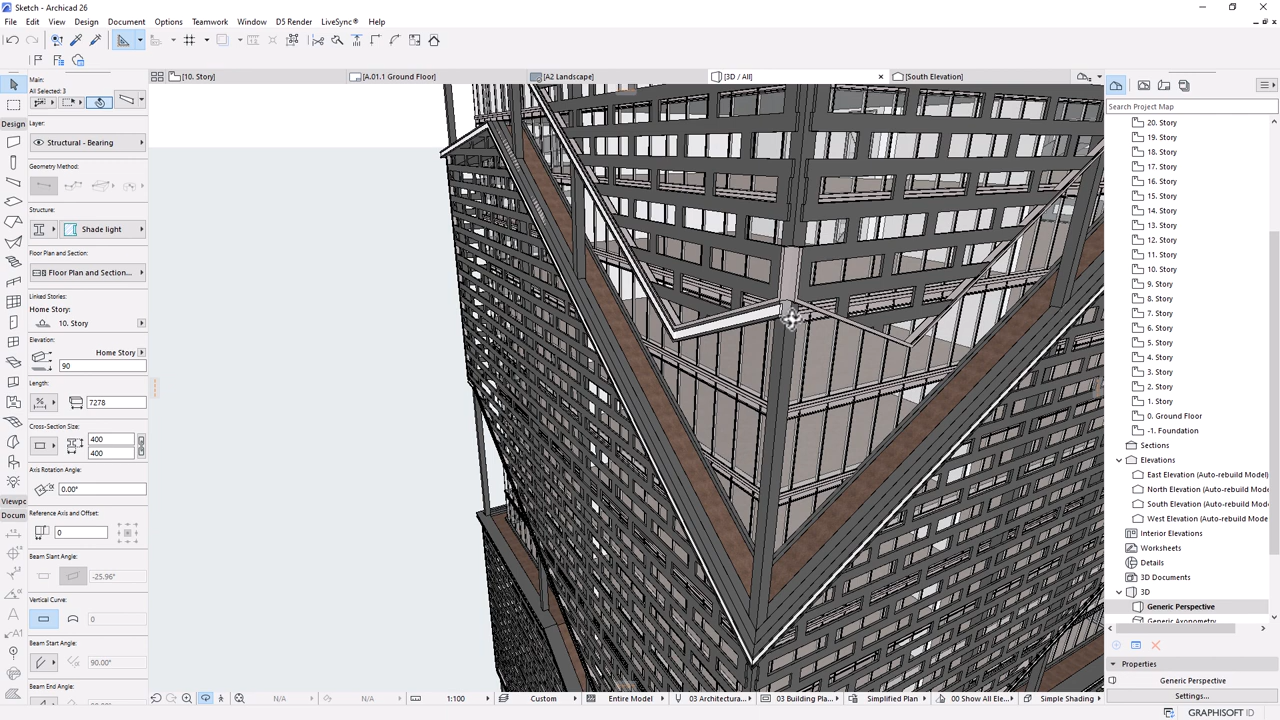 Sketch - Archicad 26
File Edit View Design Document Options Teamwork Window D5 Render LiveSync® Help
[10. Story]
[A.01.1 Ground Floor]
[A2 Landscape]
[3D / All]
[South Elevation]
Main:
All Selected: 3
Layer:
Structural - Bearing
Geometry Method:
Structure:
Shade light
Floor Plan and Section:
Floor Plan and Section...
Linked Stories:
Home Story:
10. Story
Elevation:
Home Story
90
Length:
7278
Cross-Section Size:
400
400
Axis Rotation Angle:
0.00°
Reference Axis and Offset:
0
Beam Slant Angle:
-25.96°
Vertical Curve:
0
Beam Start Angle:
90.00°
Beam End Angle:
Design
Viewpc
Docum
Search Project Map
20. Story
19. Story
18. Story
17. Story
16. Story
15. Story
14. Story
13. Story
12. Story
11. Story
10. Story
9. Story
8. Story
7. Story
6. Story
5. Story
4. Story
3. Story
2. Story
1. Story
0. Ground Floor
-1. Foundation
Sections
Elevations
East Elevation (Auto-rebuild Model)
North Elevation (Auto-rebuild Mode
South Elevation (Auto-rebuild Mode
West Elevation (Auto-rebuild Mode
Interior Elevations
Worksheets
Details
3D Documents
3D
Generic Perspective
Generic Axonometry
Properties
Generic Perspective
Settings...
N/A
N/A
1:100
Custom
Entire Model
03 Architectura...
03 Building Pla...
Simplified Plan
00 Show All Ele...
Simple Shading
GRAPHISOFT ID